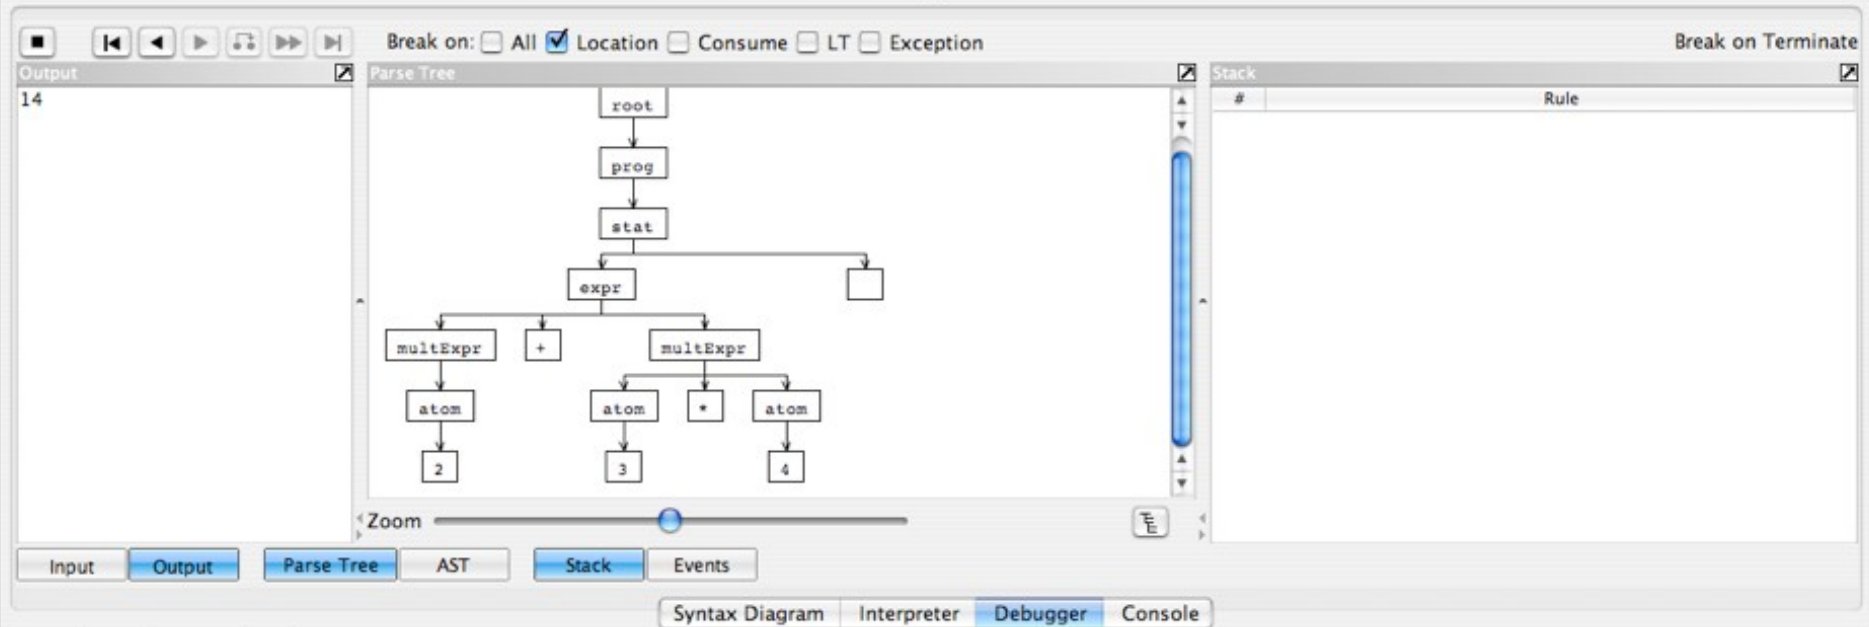 Break on: All Location Consume LT Exception Break on Terminate
Output Parse Tree Stack
14
# Rule
root
prog
stat
expr
multExpr + multExpr
atom atom * atom
2 3 4
Zoom
Input Output Parse Tree AST Stack Events
Syntax Diagram Interpreter Debugger Console